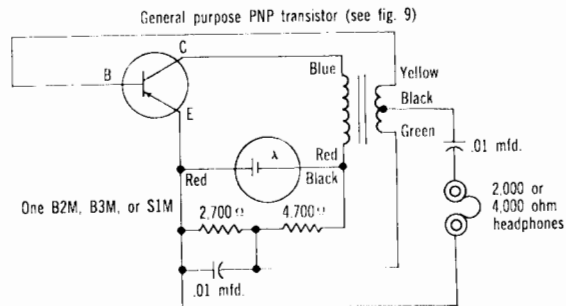 General purpose PNP transistor (see fig. 9)
C
B
E
Blue
Yellow
Black
Green
.01 mfd.
λ
Red
Black
Red
2,000 or
4,000 ohm
headphones
One B2M, B3M, or S1M
2,700 Ω
4,700 Ω
.01 mfd.